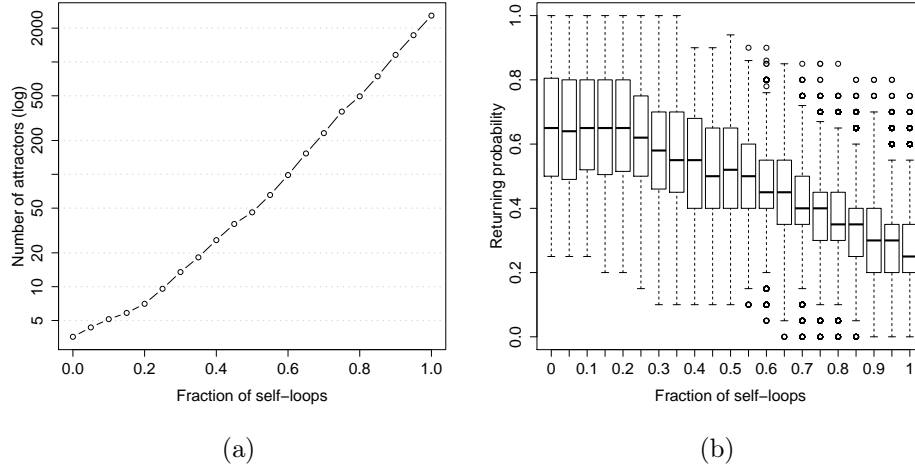 Number of attractors (log)
2000
500
200
50
20
10
5
0.0 0.2 0.4 0.6 0.8 1.0
Fraction of self−loops
(a)
Returning probability
1.0
0.8
0.6
0.4
0.2
0.0
0 0.1 0.2 0.3 0.4 0.5 0.6 0.7 0.8 0.9 1
Fraction of self−loops
(b)